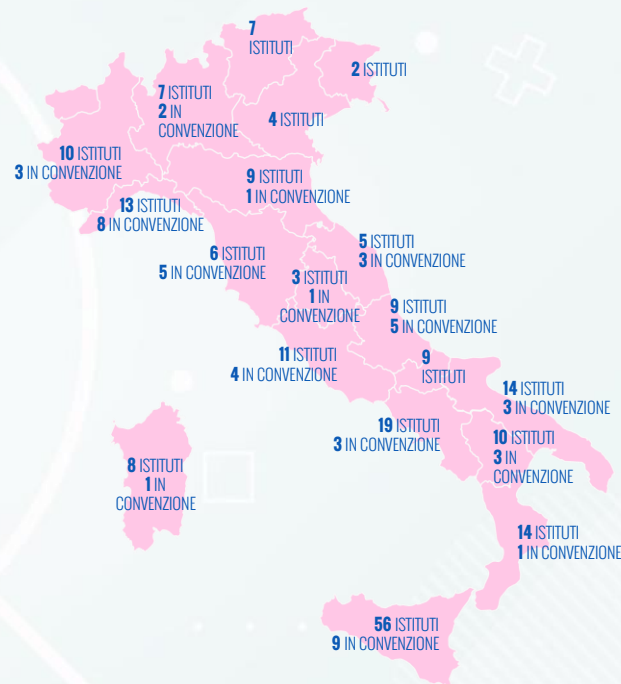 7
ISTITUTI
2 ISTITUTI
7 ISTITUTI
2 IN
CONVENZIONE
4 ISTITUTI
10 ISTITUTI
3 IN CONVENZIONE
9 ISTITUTI
1 IN CONVENZIONE
13 ISTITUTI
8 IN CONVENZIONE
6 ISTITUTI
5 IN CONVENZIONE
5 ISTITUTI
3 IN CONVENZIONE
3 ISTITUTI
1 IN
CONVENZIONE
9 ISTITUTI
5 IN CONVENZIONE
11 ISTITUTI
4 IN CONVENZIONE
9
ISTITUTI
14 ISTITUTI
3 IN CONVENZIONE
19 ISTITUTI
3 IN CONVENZIONE
10 ISTITUTI
3 IN
CONVENZIONE
8 ISTITUTI
1 IN
CONVENZIONE
14 ISTITUTI
1 IN CONVENZIONE
56 ISTITUTI
9 IN CONVENZIONE